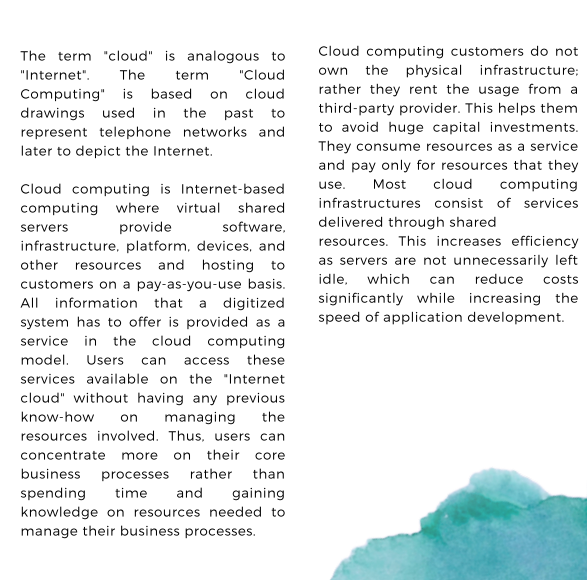 The term "cloud" is analogous to
"Internet". The term "Cloud
Computing" is based on cloud
drawings used in the past to
represent telephone networks and
later to depict the Internet.
Cloud computing is Internet-based
computing where virtual shared
servers provide software,
infrastructure, platform, devices, and
other resources and hosting to
customers on a pay-as-you-use basis.
All information that a digitized
system has to offer is provided as a
service in the cloud computing
model. Users can access these
services available on the "Internet
cloud" without having any previous
know-how on managing the
resources involved. Thus, users can
concentrate more on their core
business processes rather than
spending time and gaining
knowledge on resources needed to
manage their business processes.
Cloud computing customers do not
own the physical infrastructure;
rather they rent the usage from a
third-party provider. This helps them
to avoid huge capital investments.
They consume resources as a service
and pay only for resources that they
use. Most cloud computing
infrastructures consist of services
delivered through shared
resources. This increases efficiency
as servers are not unnecessarily left
idle, which can reduce costs
significantly while increasing the
speed of application development.